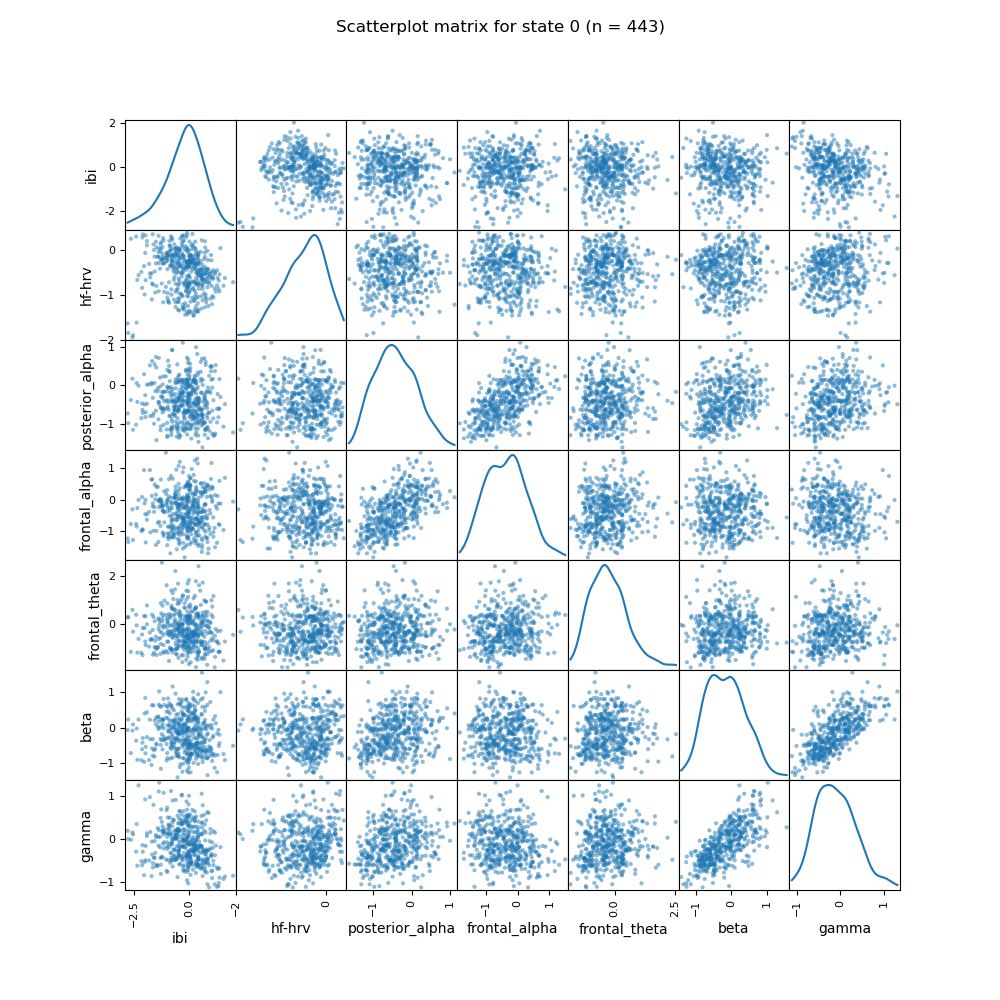 Scatterplot matrix for state 0 (n = 443)
ibi
2
0
-2
hf-hrv
0
−1
−2
posterior_alpha
1
0
−1
frontal_alpha
1
0
−1
frontal_theta
2
0
beta
1
0
−1
gamma
1
0
−1
−2.5
0.0
−2
0
−1
0
1
−1
0
1
0.0
2.5
−1
0
1
−1
0
1
ibi
hf-hrv
posterior_alpha
frontal_alpha
frontal_theta
beta
gamma